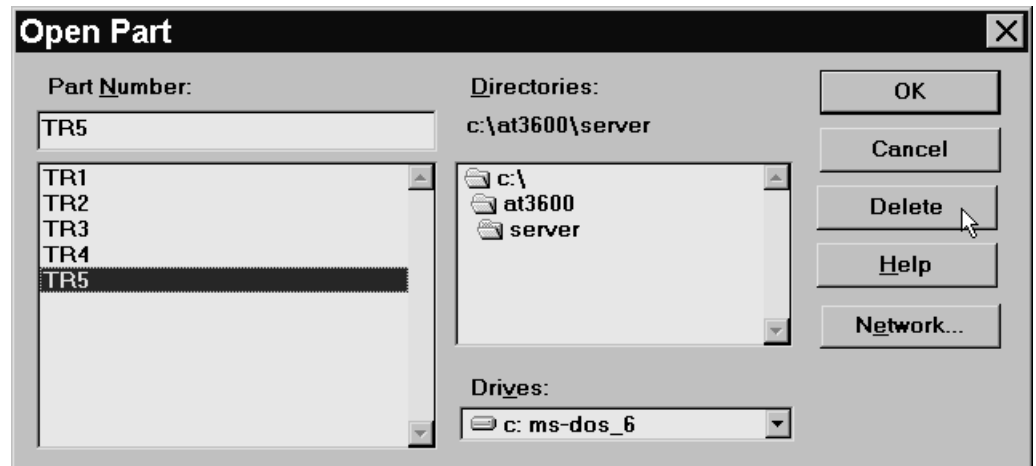 Open Part
Part Number:
TR5
TR1
TR2
TR3
TR4
TR5
Directories:
c:\at3600\server
c:\
at3600
server
Drives:
c: ms-dos_6
OK
Cancel
Delete
Help
Network...